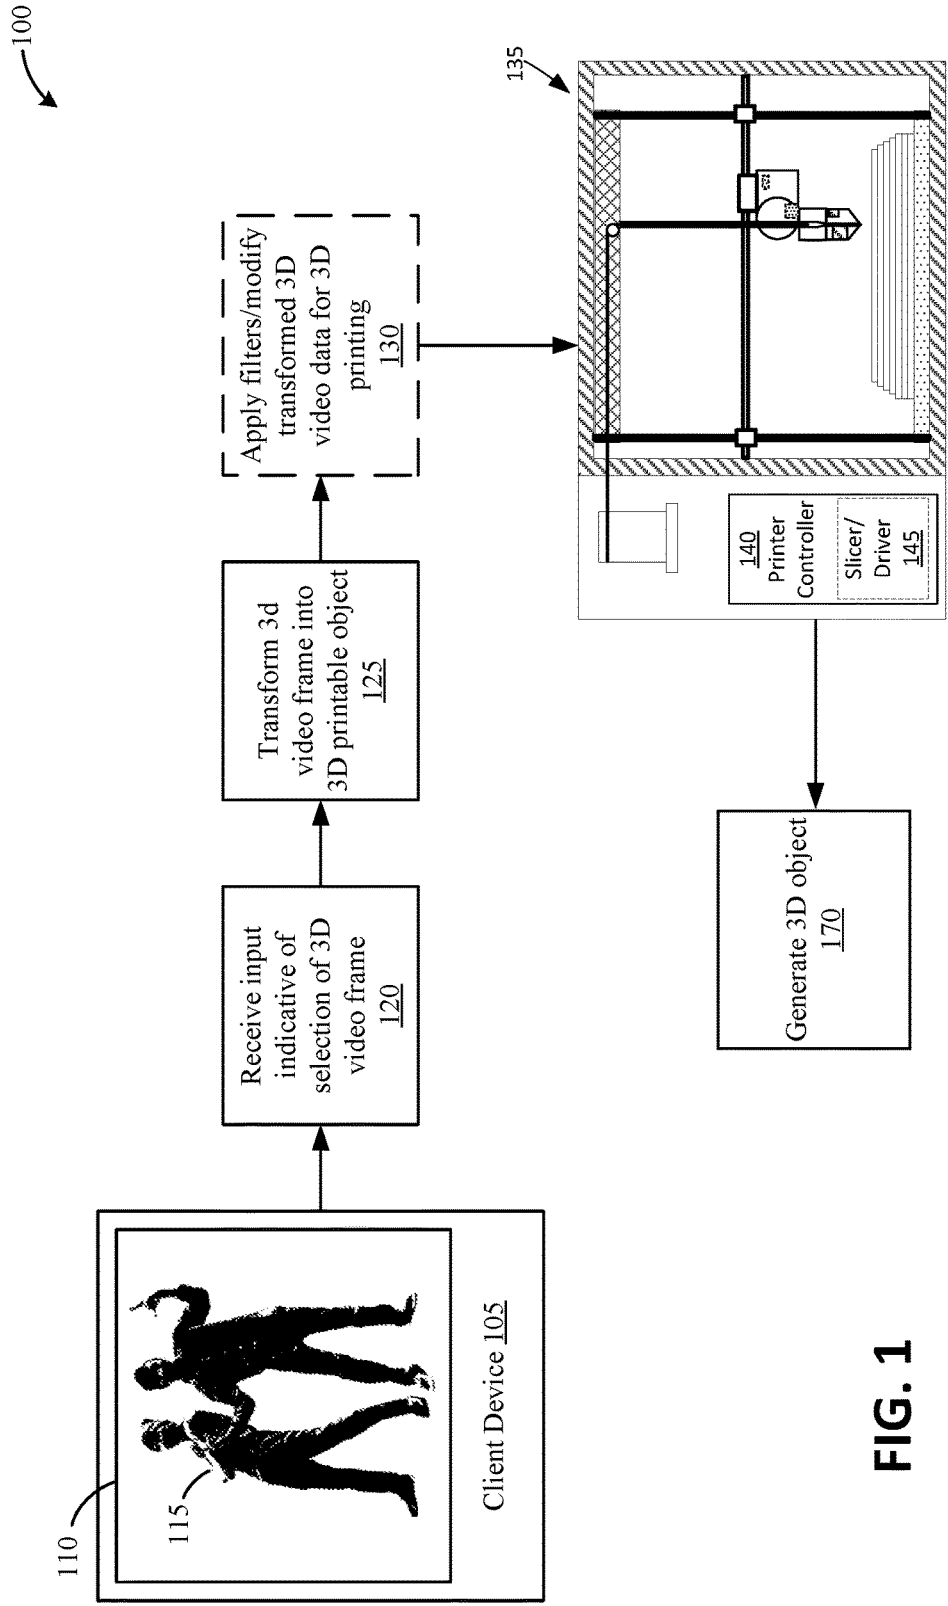 100
110
115
Client Device 105
Receive input
indicative of
selection of 3D
video frame
120
Transform 3d
video frame into
3D printable object
125
Apply filters/modify
transformed 3D
video data for 3D
printing
130
135
140
Printer
Controller
Slicer/
Driver
145
Generate 3D object
170
FIG. 1